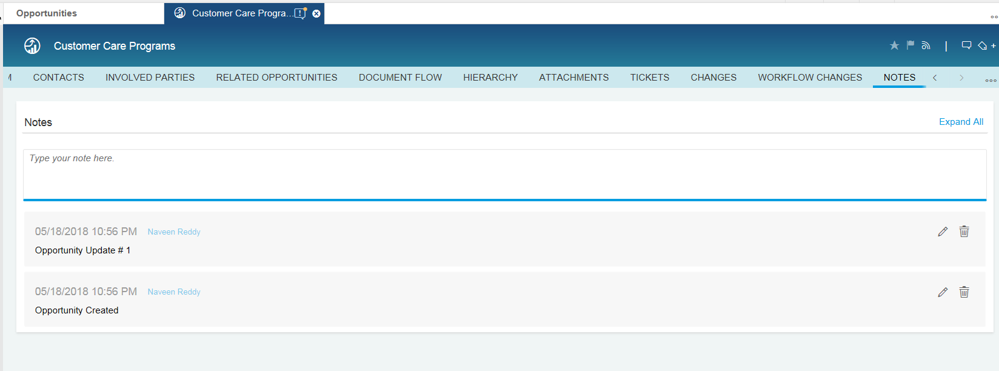 Opportunities
Customer Care Progra...
Customer Care Programs
CONTACTS INVOLVED PARTIES RELATED OPPORTUNITIES DOCUMENT FLOW HIERARCHY ATTACHMENTS TICKETS CHANGES WORKFLOW CHANGES NOTES
Notes
Expand All
Type your note here.
05/18/2018 10:56 PM Naveen Reddy
Opportunity Update # 1
05/18/2018 10:56 PM Naveen Reddy
Opportunity Created